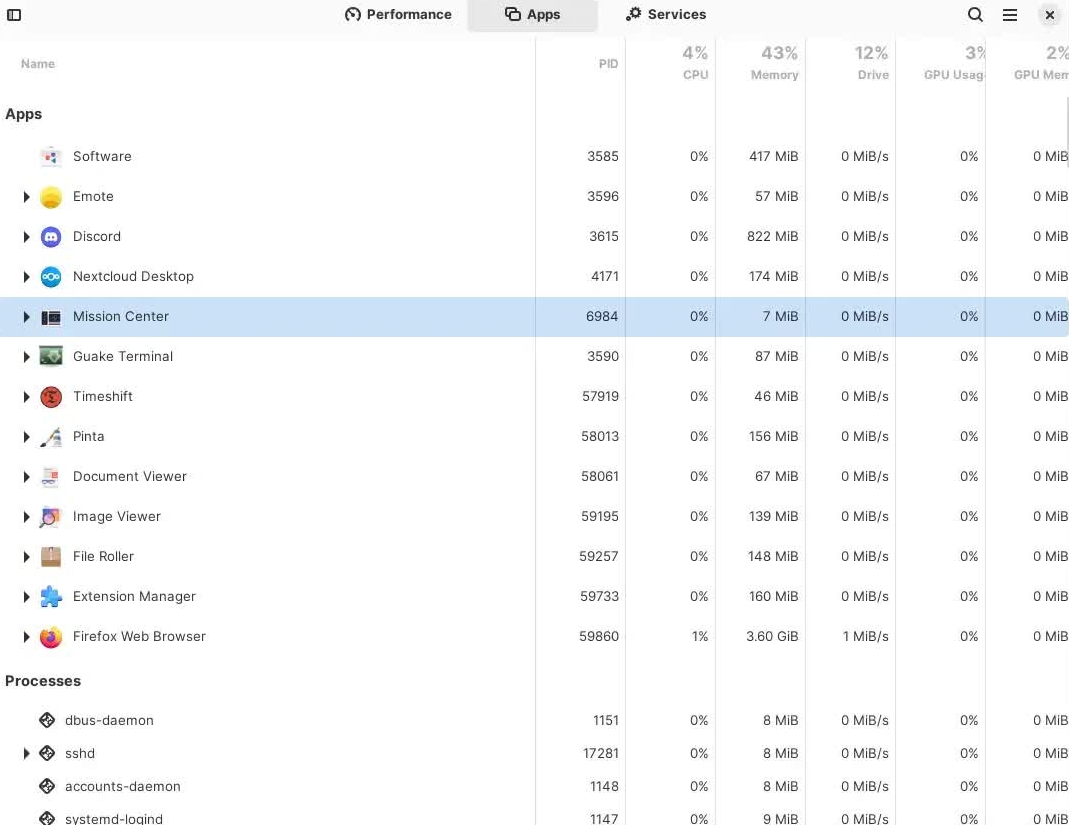 Performance Apps Services
4% 43% 12% 3% 2%
Name PID CPU Memory Drive GPU Usag GPU Mem
Apps
Software 3585 0% 417 MiB 0 MiB/s 0% 0 MiB
Emote 3596 0% 57 MiB 0 MiB/s 0% 0 MiB
Discord 3615 0% 822 MiB 0 MiB/s 0% 0 MiB
Nextcloud Desktop 4171 0% 174 MiB 0 MiB/s 0% 0 MiB
Mission Center 6984 0% 7 MiB 0 MiB/s 0% 0 MiB
Guake Terminal 3590 0% 87 MiB 0 MiB/s 0% 0 MiB
Timeshift 57919 0% 46 MiB 0 MiB/s 0% 0 MiB
Pinta 58013 0% 156 MiB 0 MiB/s 0% 0 MiB
Document Viewer 58061 0% 67 MiB 0 MiB/s 0% 0 MiB
Image Viewer 59195 0% 139 MiB 0 MiB/s 0% 0 MiB
File Roller 59257 0% 148 MiB 0 MiB/s 0% 0 MiB
Extension Manager 59733 0% 160 MiB 0 MiB/s 0% 0 MiB
Firefox Web Browser 59860 1% 3.60 GiB 1 MiB/s 0% 0 MiB
Processes
dbus-daemon 1151 0% 8 MiB 0 MiB/s 0% 0 MiB
sshd 17281 0% 8 MiB 0 MiB/s 0% 0 MiB
accounts-daemon 1148 0% 8 MiB 0 MiB/s 0% 0 MiB
systemd-logind 1147 0% 9 MiB 0 MiB/s 0% 0 MiB